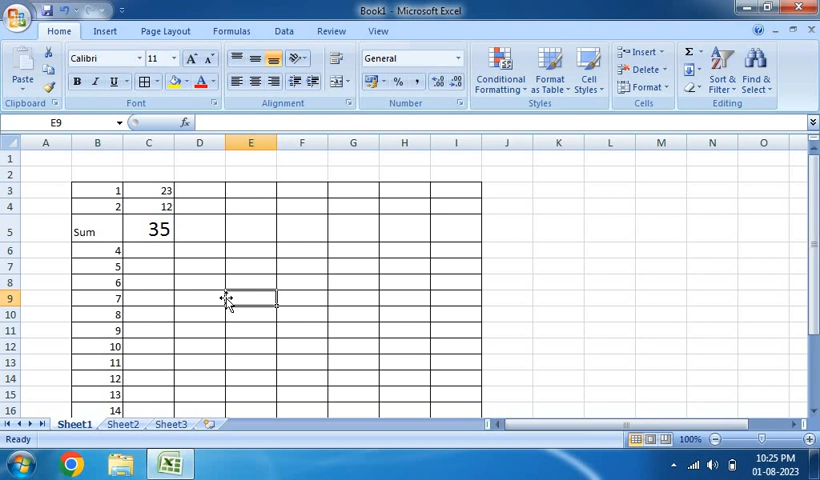 Book1 - Microsoft Excel
Home Insert Page Layout Formulas Data Review View
Paste
Clipboard
Calibri 11
B I U
Font
Alignment
General
Number
Conditional Formatting
Format as Table
Cell Styles
Styles
Insert
Delete
Format
Cells
Sort & Filter
Find & Select
Editing
E9 fx
A B C D E F G H I J K L M N O
1
2
3 1 23
4 2 12
5 Sum 35
6 4
7 5
8 6
9 7
10 8
11 9
12 10
13 11
14 12
15 13
16 14
Sheet1 Sheet2 Sheet3
Ready 100%
10:25 PM
01-08-2023